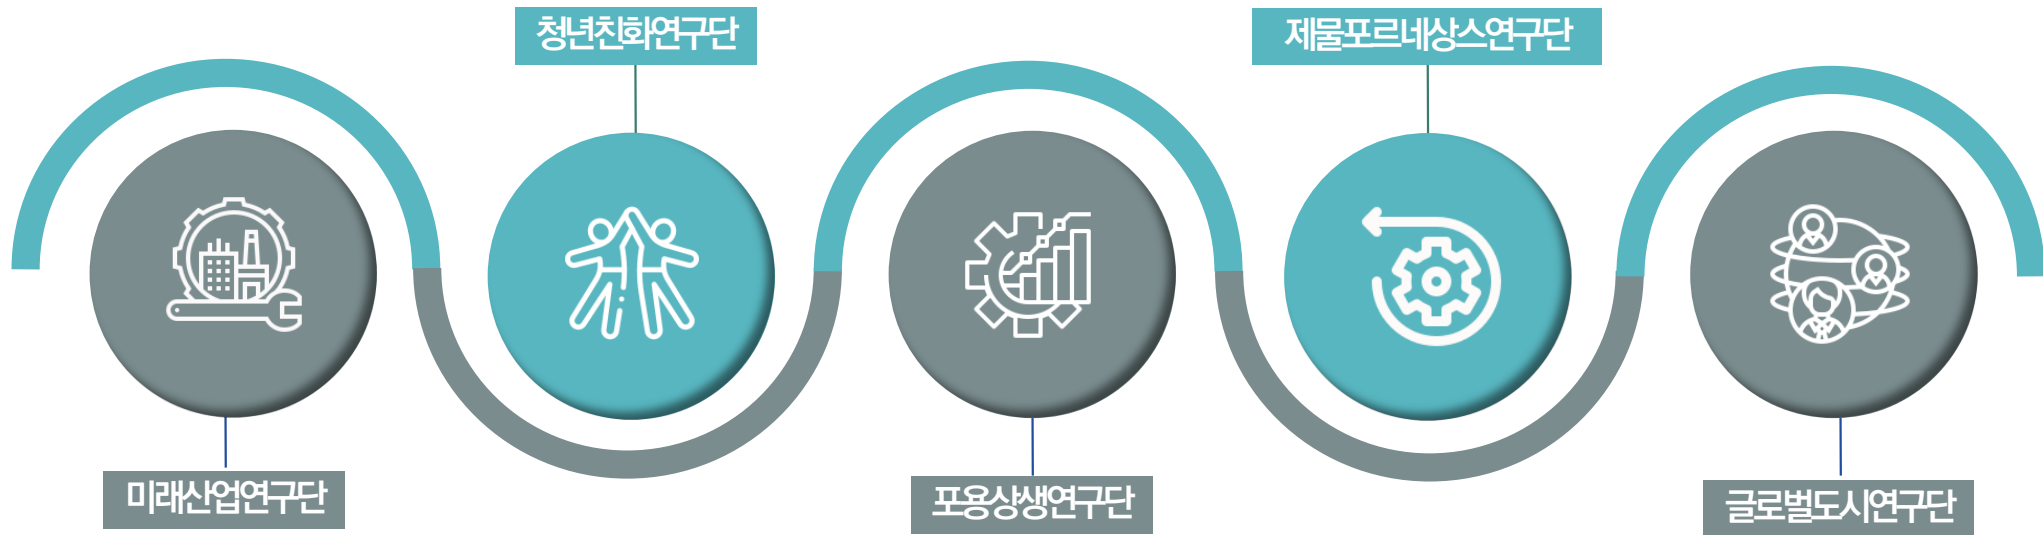 미래산업연구단
청년친화연구단
포용상생연구단
제물포르네상스연구단
글로벌도시연구단